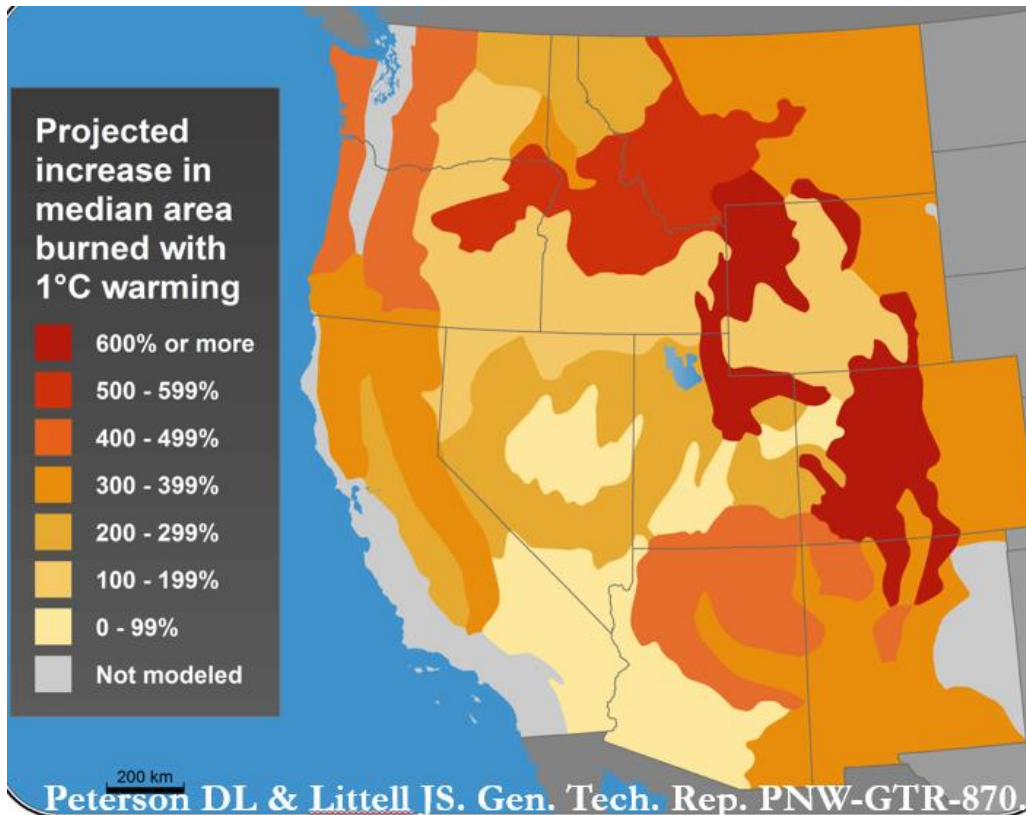 Projected
increase in
median area
burned with
1°C warming
600% or more
500 - 599%
400 - 499%
300 - 399%
200 - 299%
100 - 199%
0 - 99%
Not modeled
200 km
Peterson DL & Littell JS. Gen. Tech. Rep. PNW-GTR-870.